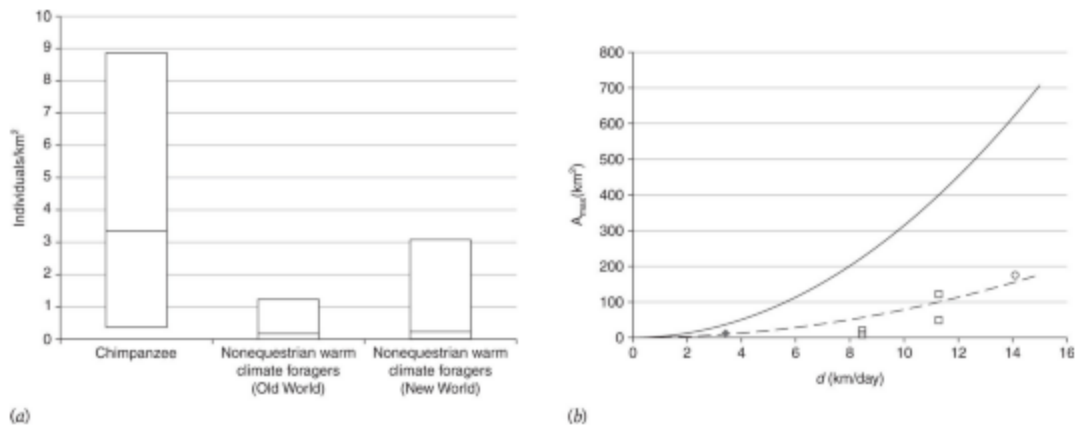 10
9
8
7
6
5
4
3
2
1
0
Individuals/km²
Chimpanzee
Nonequestrian warm
climate foragers
(Old World)
Nonequestrian warm
climate foragers
(New World)
(a)
800
700
600
500
400
300
200
100
0
Amax(km²)
0 2 4 6 8 10 12 14 16
d (km/day)
(b)